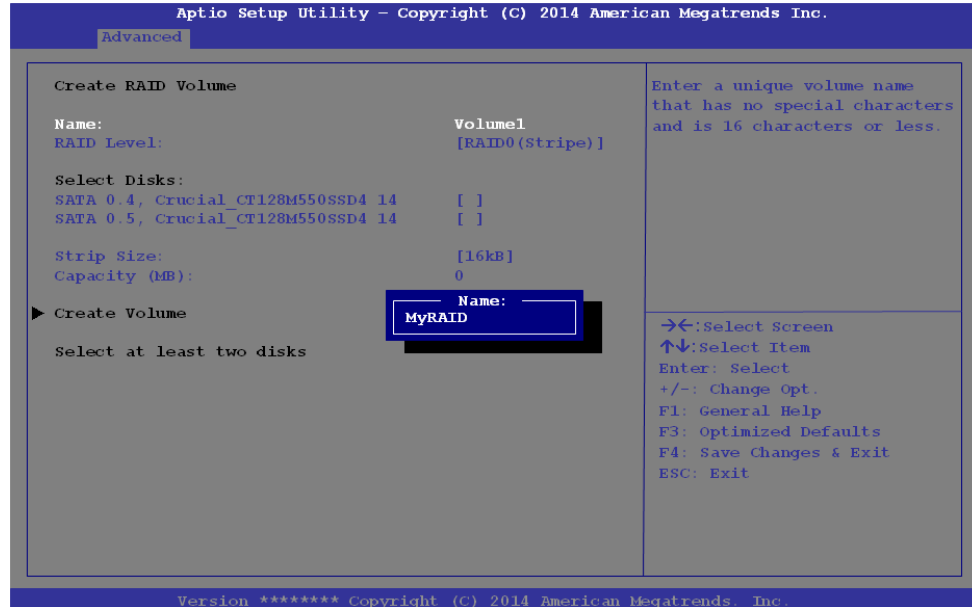 Aptio Setup Utility – Copyright (C) 2014 American Megatrends Inc.
Advanced
Create RAID Volume
Name: Volume1
RAID Level: [RAID0(Stripe)]
Select Disks:
SATA 0.4, Crucial_CT128M550SSD4 14 [ ]
SATA 0.5, Crucial_CT128M550SSD4 14 [ ]
Strip Size: [16kB]
Capacity (MB): 0
▶ Create Volume
Select at least two disks
Name:
MyRAID
Enter a unique volume name
that has no special characters
and is 16 characters or less.
→←:Select Screen
↑↓:Select Item
Enter: Select
+/-: Change Opt.
F1: General Help
F3: Optimized Defaults
F4: Save Changes & Exit
ESC: Exit
Version ******** Copyright (C) 2014 American Megatrends. Inc.